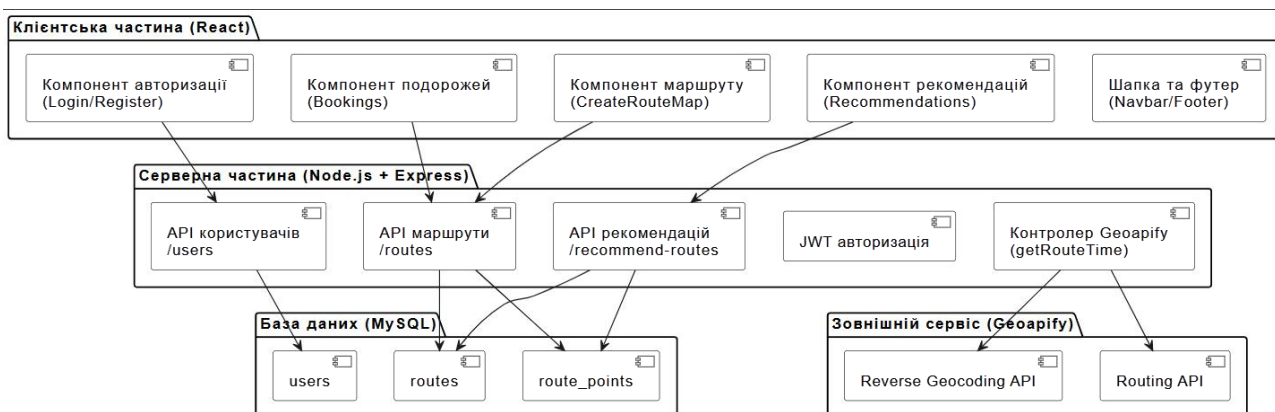 Клієнтська частина (React)
Компонент авторизації
(Login/Register)
Компонент подорожей
(Bookings)
Компонент маршруту
(CreateRouteMap)
Компонент рекомендацій
(Recommendations)
Шапка та футер
(Navbar/Footer)
Серверна частина (Node.js + Express)
API користувачів
/users
API маршрути
/routes
API рекомендацій
/recommend-routes
JWT авторизація
Контролер Geoapify
(getRouteTime)
База даних (MySQL)
users
routes
route_points
Зовнішній сервіс (Geoapify)
Reverse Geocoding API
Routing API